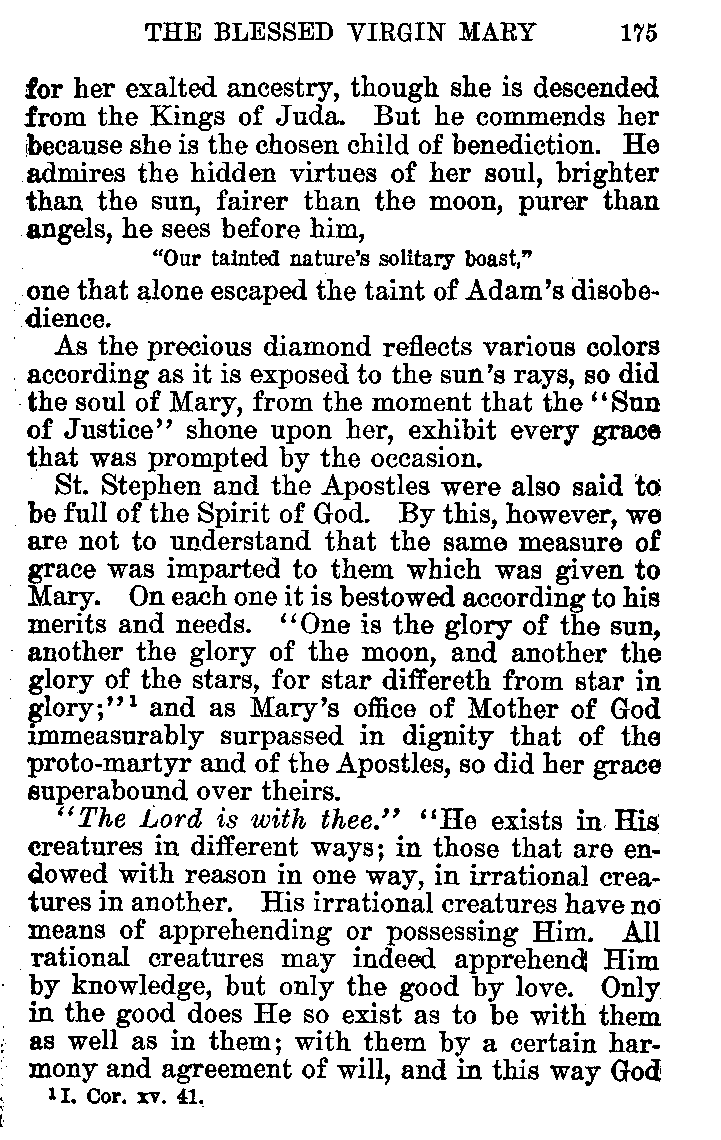 THE BLESSED VIRGIN MARY 175
for her exalted ancestry, though she is descended
from the Kings of Juda. But he commends her
because she is the chosen child of benediction. He
admires the hidden virtues of her soul, brighter
than the sun, fairer than the moon, purer than
angels, he sees before him,
"Our tainted nature's solitary boast,"
one that alone escaped the taint of Adam's disobe-
dience.
As the precious diamond reflects various colors
according as it is exposed to the sun's rays, so did
the soul of Mary, from the moment that the "Sun
of Justice" shone upon her, exhibit every grace
that was prompted by the occasion.
St. Stephen and the Apostles were also said to
be full of the Spirit of God. By this, however, we
are not to understand that the same measure of
grace was imparted to them which was given to
Mary. On each one it is bestowed according to his
merits and needs. "One is the glory of the sun,
another the glory of the moon, and another the
glory of the stars, for star differeth from star in
glory;"¹ and as Mary's office of Mother of God
immeasurably surpassed in dignity that of the
proto-martyr and of the Apostles, so did her grace
superabound over theirs.
"The Lord is with thee." "He exists in His
creatures in different ways; in those that are en-
dowed with reason in one way, in irrational crea-
tures in another. His irrational creatures have no
means of apprehending or possessing Him. All
rational creatures may indeed apprehend Him
by knowledge, but only the good by love. Only
in the good does He so exist as to be with them
as well as in them; with them by a certain har-
mony and agreement of will, and in this way God
¹ I. Cor. xv. 41.